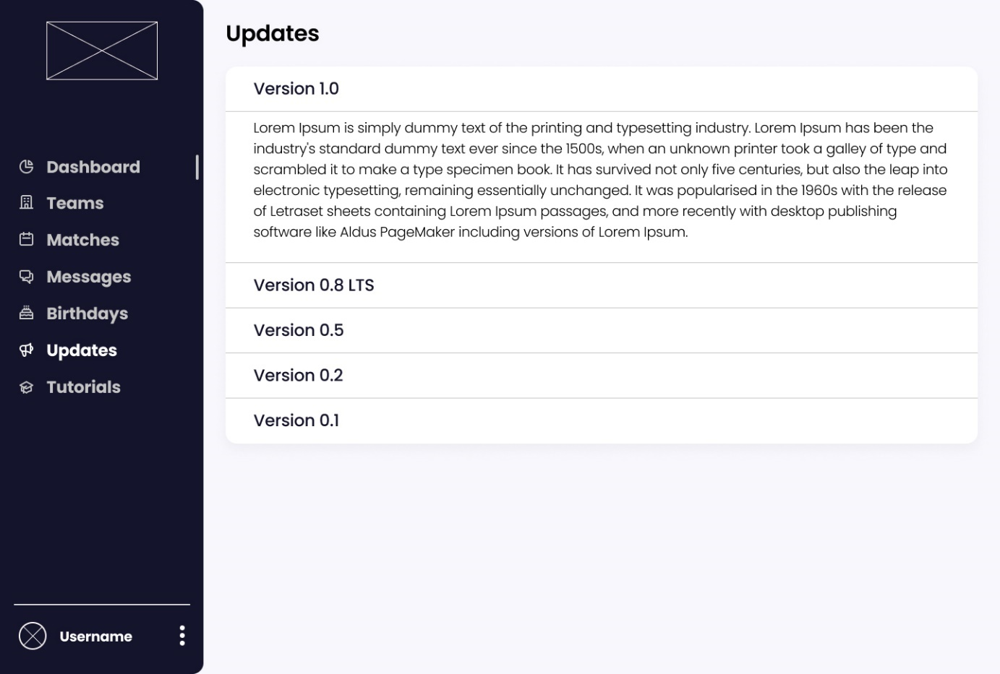 Dashboard
Teams
Matches
Messages
Birthdays
Updates
Tutorials
Username
Updates
Version 1.0
Lorem Ipsum is simply dummy text of the printing and typesetting industry. Lorem Ipsum has been the
industry's standard dummy text ever since the 1500s, when an unknown printer took a galley of type and
scrambled it to make a type specimen book. It has survived not only five centuries, but also the leap into
electronic typesetting, remaining essentially unchanged. It was popularised in the 1960s with the release
of Letraset sheets containing Lorem Ipsum passages, and more recently with desktop publishing
software like Aldus PageMaker including versions of Lorem Ipsum.
Version 0.8 LTS
Version 0.5
Version 0.2
Version 0.1